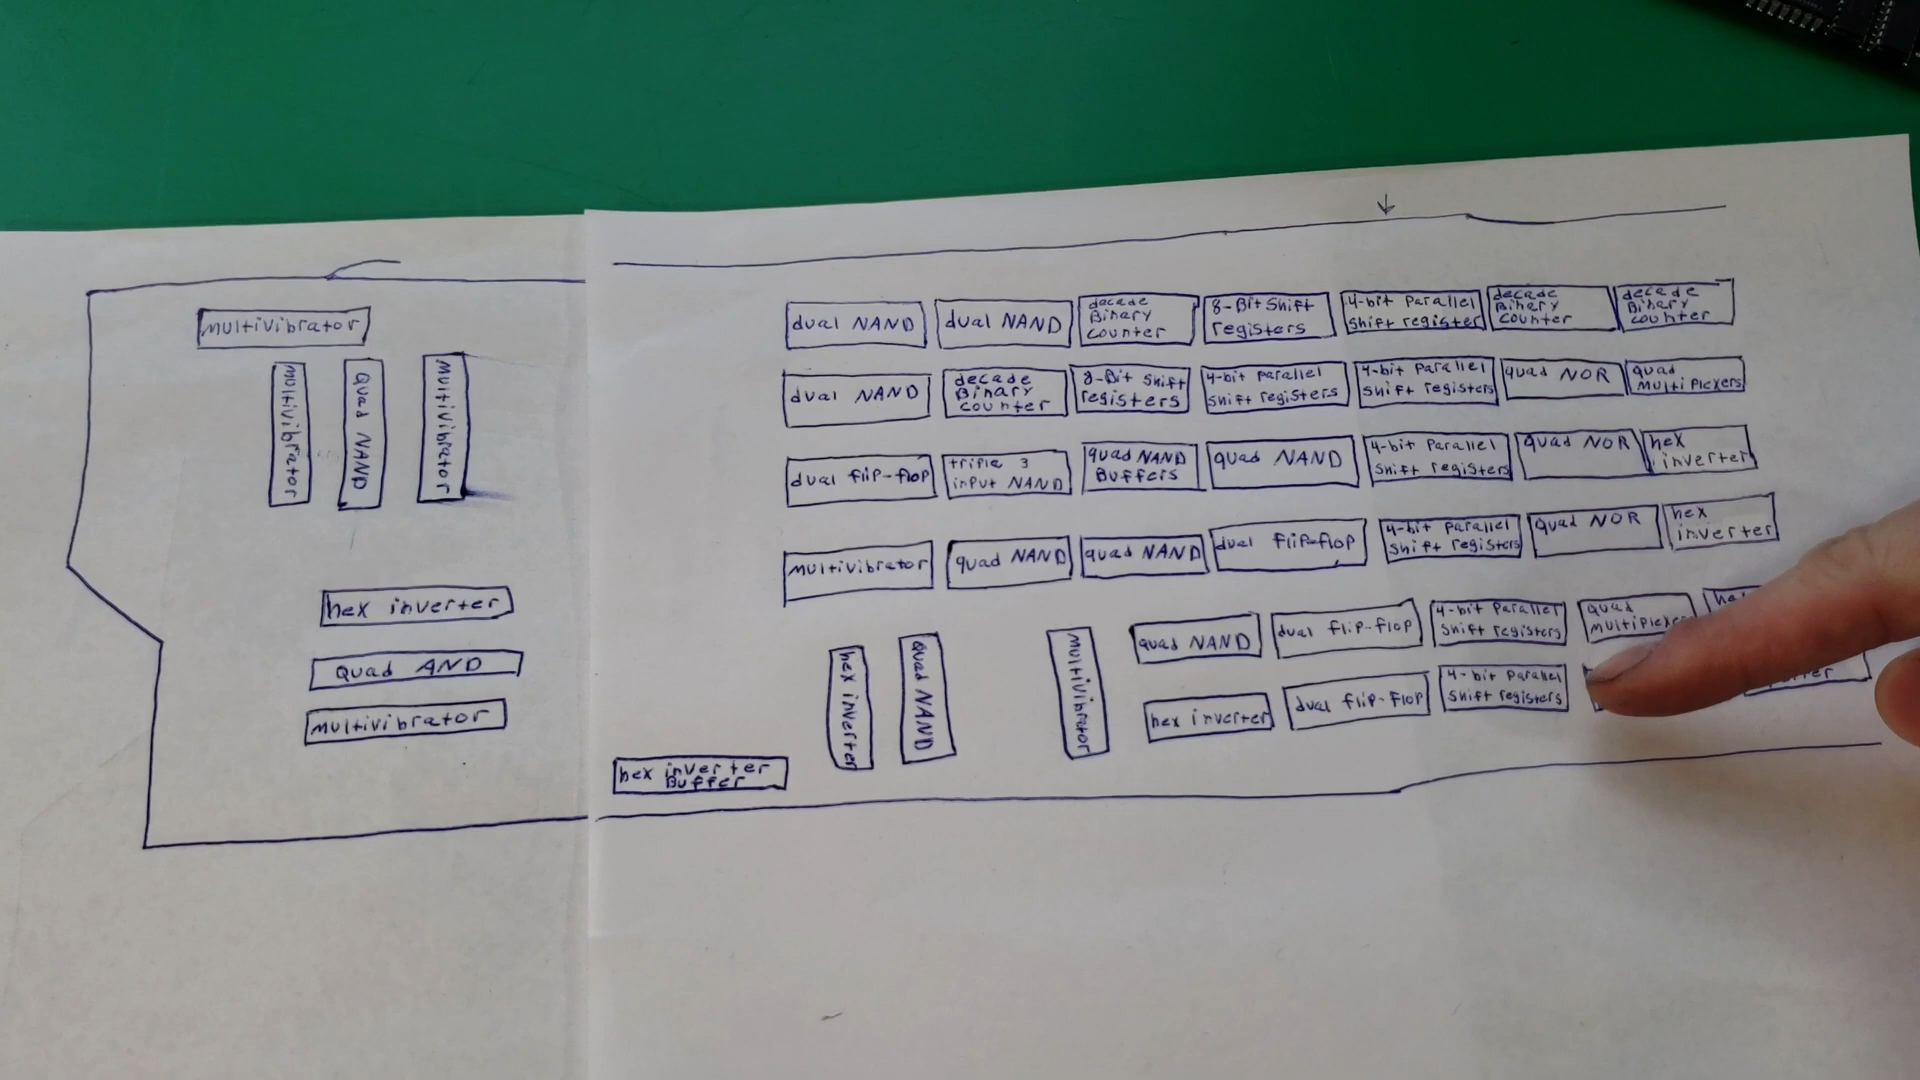 multivibrator
multivibrator
quad NAND
multivibrator
hex inverter
quad AND
multivibrator
dual NAND
dual NAND
decade
Binary
counter
8-Bit Shift
registers
4-bit Parallel
Shift register
decade
Binary
counter
decade
Binary
counter
dual NAND
decade
Binary
counter
8-Bit Shift
registers
4-bit parallel
shift registers
4-bit parallel
shift registers
quad NOR
quad
multiplexers
dual flip-flop
triple 3
input NAND
quad NAND
Buffers
quad NAND
4-bit Parallel
Shift registers
quad NOR
hex
inverter
multivibrator
quad NAND
quad NAND
dual flip-flop
4-bit parallel
shift registers
quad NOR
hex
inverter
hex inverter
quad NAND
multivibrator
quad NAND
dual flip-flop
4-bit Parallel
Shift registers
quad
hex inverter
dual flip-flop
4-bit parallel
Shift registers
hex inverter
Buffer